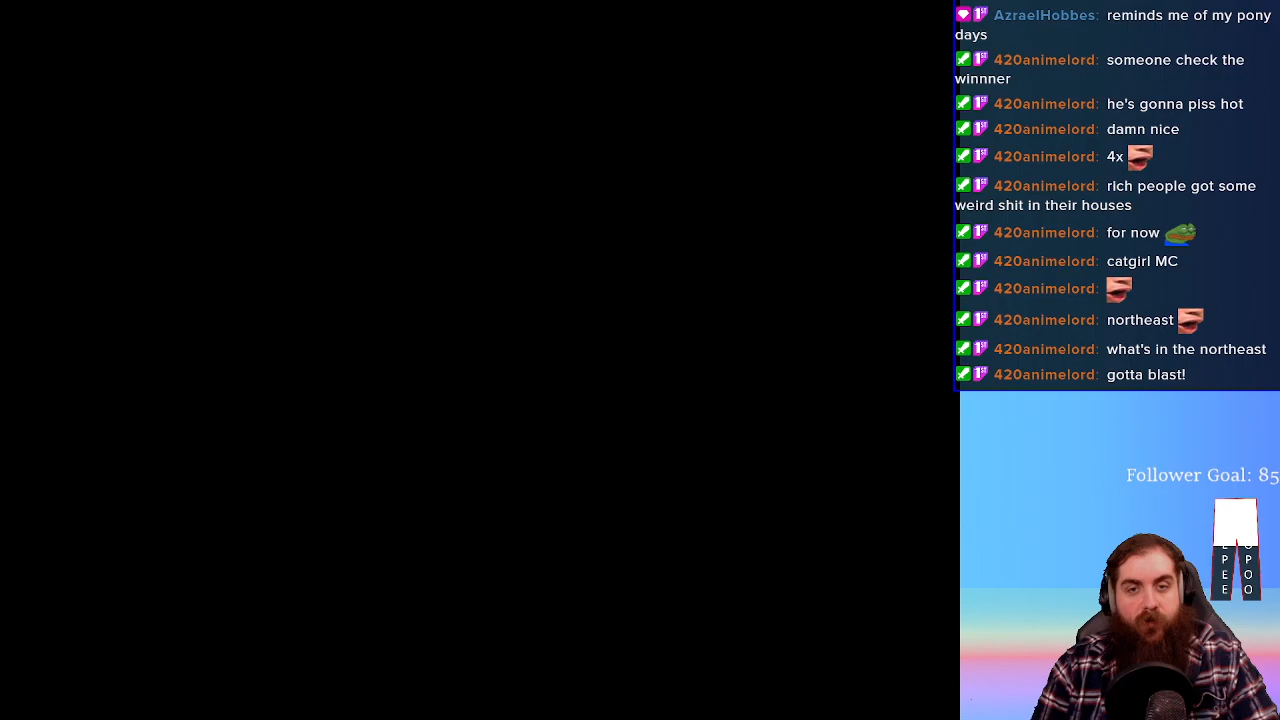 AzraelHobbes: reminds me of my pony
days
420animelord: someone check the
winnner
420animelord: he's gonna piss hot
420animelord: damn nice
420animelord: 4x
420animelord: rich people got some
weird shit in their houses
420animelord: for now
420animelord: catgirl MC
420animelord:
420animelord: northeast
420animelord: what's in the northeast
420animelord: gotta blast!
Follower Goal: 85
P P
E O
E O